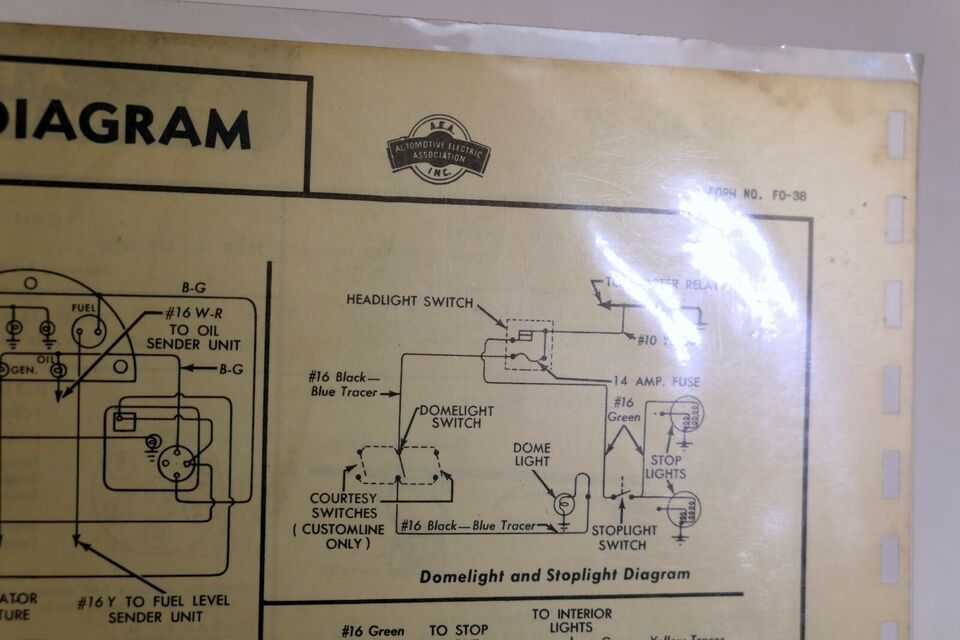 DIAGRAM
A.E.A.
AUTOMOTIVE ELECTRIC
ASSOCIATION
INC.
FORM NO. FO-38
B-G
FUEL
#16 W-R
TO OIL
SENDER UNIT
OIL
GEN.
B-G
#16 Y TO FUEL LEVEL
SENDER UNIT
HEADLIGHT SWITCH
RELAY
#10
14 AMP. FUSE
#16 Black—
Blue Tracer
#16
Green
DOMELIGHT
SWITCH
DOME
LIGHT
STOP
LIGHTS
COURTESY
SWITCHES
( CUSTOMLINE
ONLY )
#16 Black—Blue Tracer
STOPLIGHT
SWITCH
Domelight and Stoplight Diagram
#16 Green
TO STOP
TO INTERIOR
LIGHTS